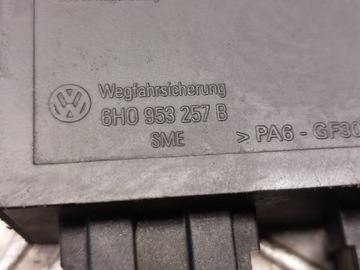 Wegfahrsicherung
6H0 953 257 B
SME
> PA6 - GF30